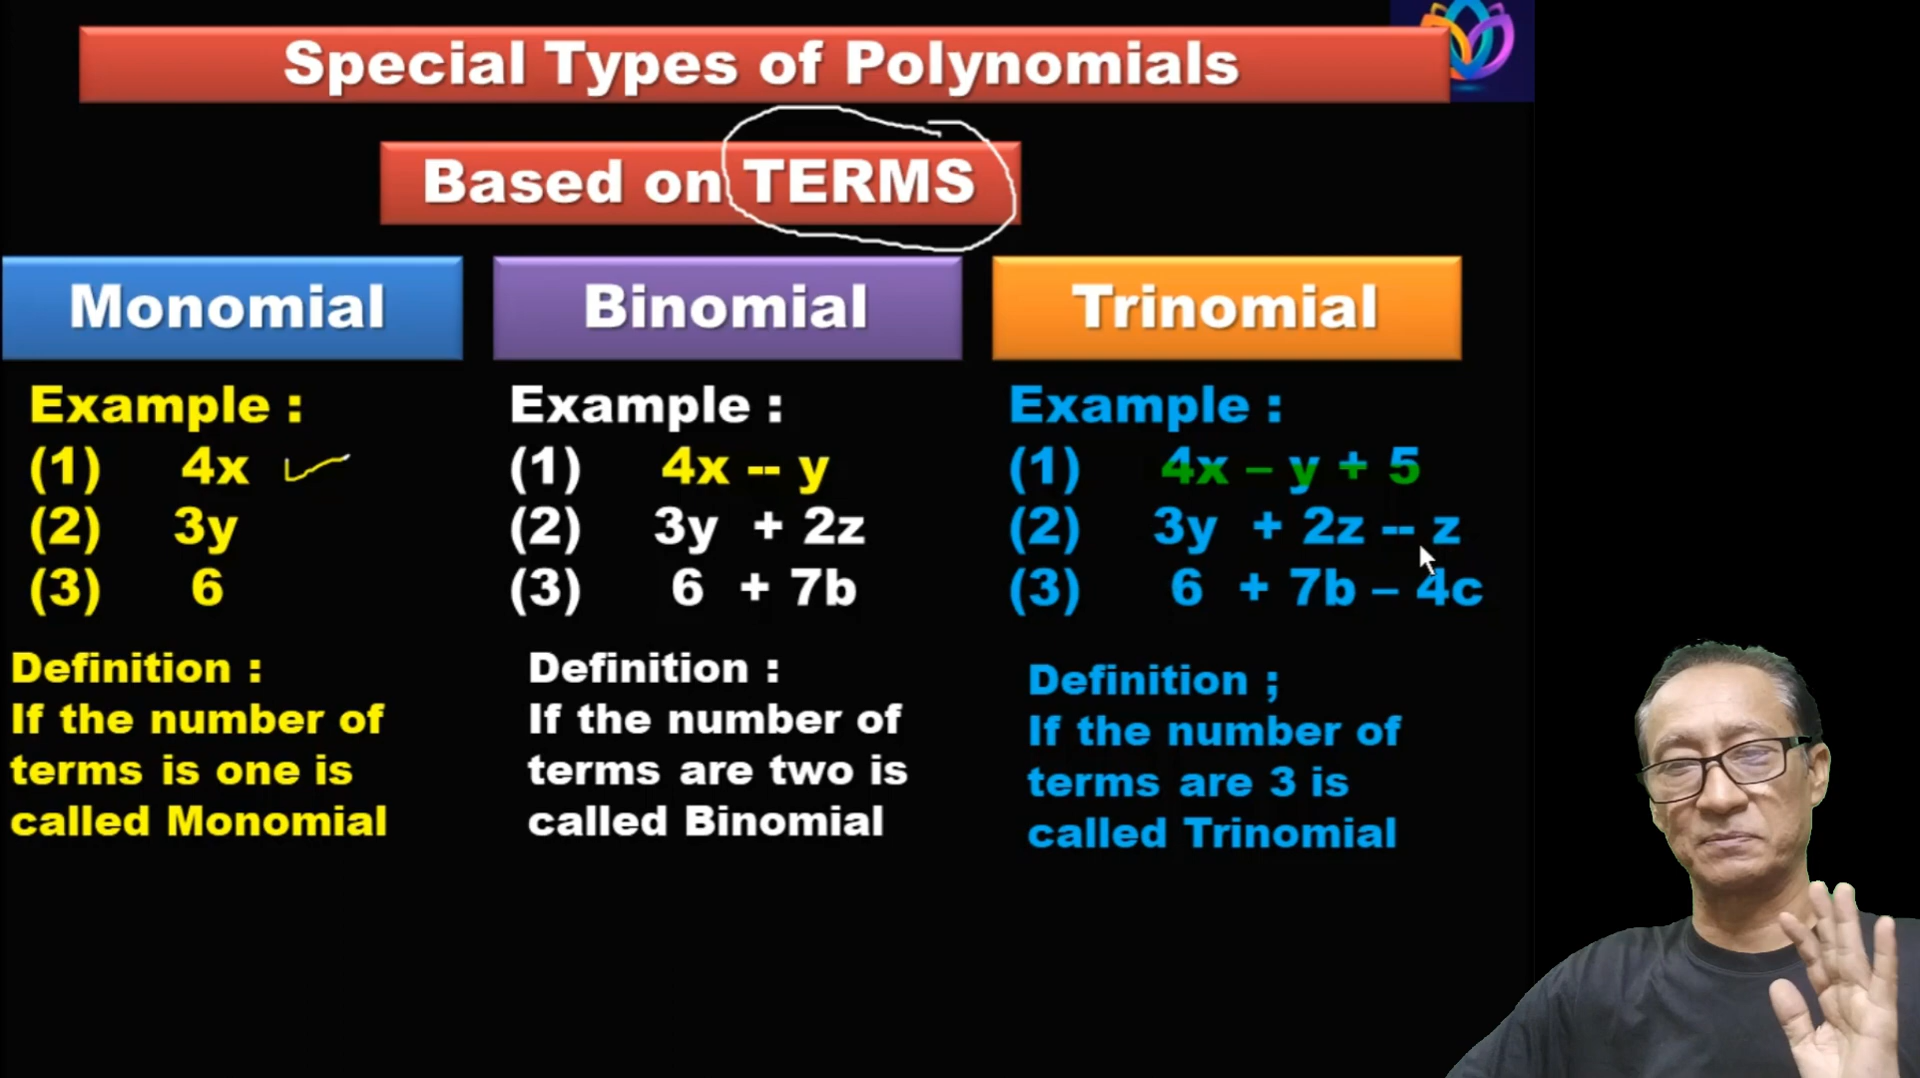 Special Types of Polynomials
Based on TERMS
Monomial
Example :
(1) 4x
(2) 3y
(3) 6
Definition :
If the number of
terms is one is
called Monomial
Binomial
Example :
(1) 4x -- y
(2) 3y + 2z
(3) 6 + 7b
Definition :
If the number of
terms are two is
called Binomial
Trinomial
Example :
(1) 4x – y + 5
(2) 3y + 2z -- z
(3) 6 + 7b – 4c
Definition ;
If the number of
terms are 3 is
called Trinomial